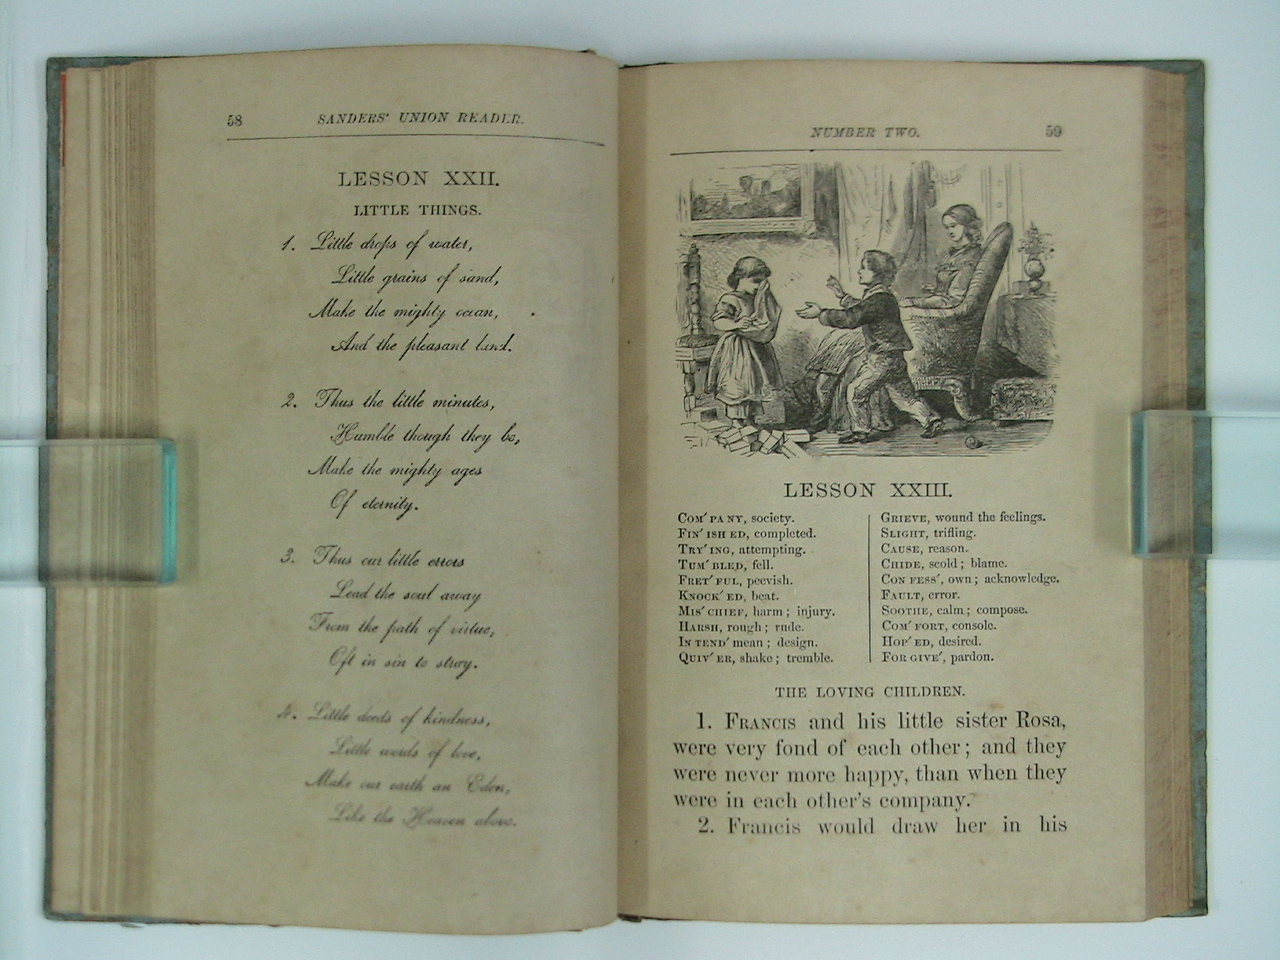 58
SANDERS' UNION READER.
LESSON XXII.
LITTLE THINGS.
1. Little drops of water,
Little grains of sand,
Make the mighty ocean,
And the pleasant land.
2. Thus the little minutes,
Humble though they be,
Make the mighty ages
Of eternity.
3. Thus our little errors
Lead the soul away
From the path of virtue,
Oft in sin to stray.
4. Little deeds of kindness,
Little words of love,
Make our earth an Eden,
Like the Heaven above.
NUMBER TWO.
59
LESSON XXIII.
COM' PA NY, society.
FIN' ISH ED, completed.
TRY' ING, attempting.
TUM' BLED, fell.
FRET' FUL, peevish.
KNOCK' ED, beat.
MIS' CHIEF, harm; injury.
HARSH, rough; rude.
IN TEND' mean; design.
QUIV' ER, shake; tremble.
GRIEVE, wound the feelings.
SLIGHT, trifling.
CAUSE, reason.
CHIDE, scold; blame.
CON FESS', own; acknowledge.
FAULT, error.
SOOTHE, calm; compose.
COM' FORT, console.
HOP' ED, desired.
FOR GIVE', pardon.
THE LOVING CHILDREN.
1. FRANCIS and his little sister Rosa,
were very fond of each other; and they
were never more happy, than when they
were in each other's company.
2. Francis would draw her in his